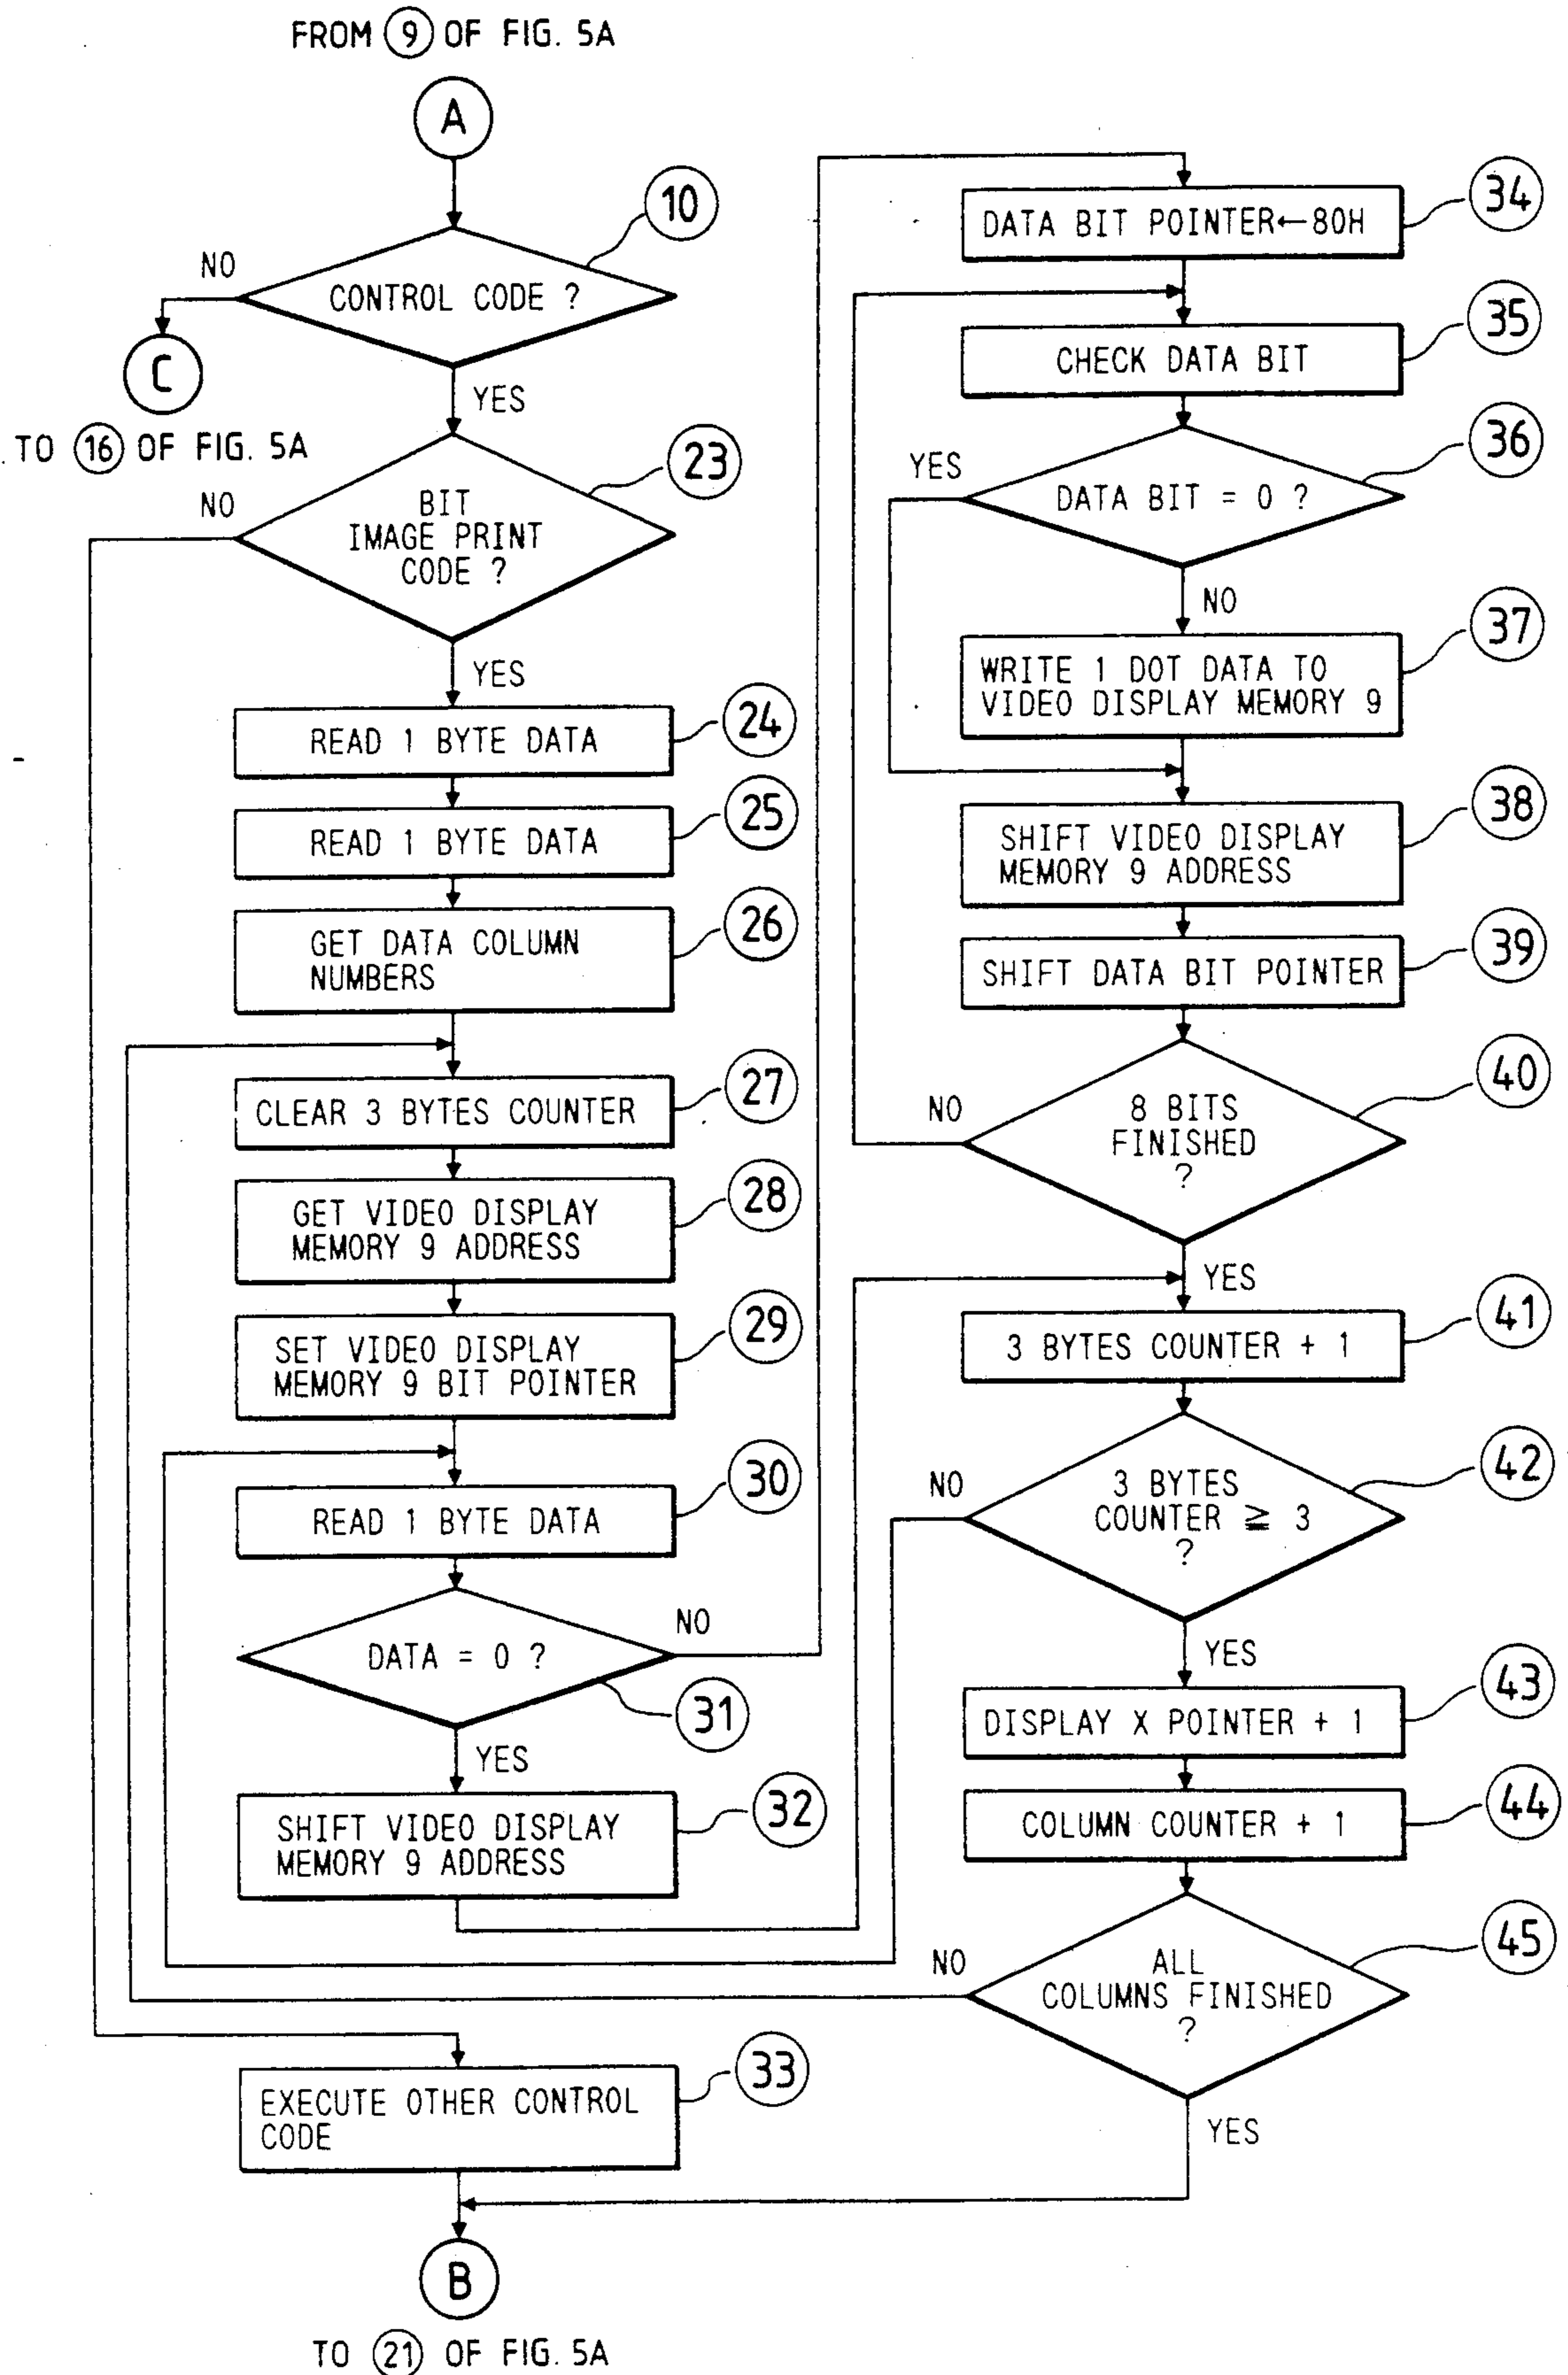 FROM 9 OF FIG. 5A
A
10
NO
CONTROL CODE ?
C
YES
TO 16 OF FIG. 5A
23
NO
BIT
IMAGE PRINT
CODE ?
YES
24
READ 1 BYTE DATA
25
READ 1 BYTE DATA
26
GET DATA COLUMN
NUMBERS
27
CLEAR 3 BYTES COUNTER
28
GET VIDEO DISPLAY
MEMORY 9 ADDRESS
29
SET VIDEO DISPLAY
MEMORY 9 BIT POINTER
30
READ 1 BYTE DATA
NO
DATA = 0 ?
31
YES
32
SHIFT VIDEO DISPLAY
MEMORY 9 ADDRESS
33
EXECUTE OTHER CONTROL
CODE
34
DATA BIT POINTER←80H
35
CHECK DATA BIT
36
YES
DATA BIT = 0 ?
NO
37
WRITE 1 DOT DATA TO
VIDEO DISPLAY MEMORY 9
38
SHIFT VIDEO DISPLAY
MEMORY 9 ADDRESS
39
SHIFT DATA BIT POINTER
40
NO
8 BITS
FINISHED
?
YES
41
3 BYTES COUNTER + 1
42
NO
3 BYTES
COUNTER ≧ 3
?
YES
43
DISPLAY X POINTER + 1
44
COLUMN COUNTER + 1
45
NO
ALL
COLUMNS FINISHED
?
YES
B
TO 21 OF FIG. 5A